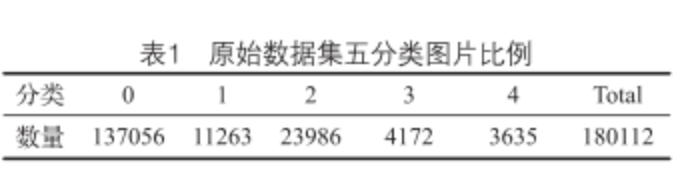 表1 原始数据集五分类图片比例
分类 0 1 2 3 4 Total
数量 137056 11263 23986 4172 3635 180112